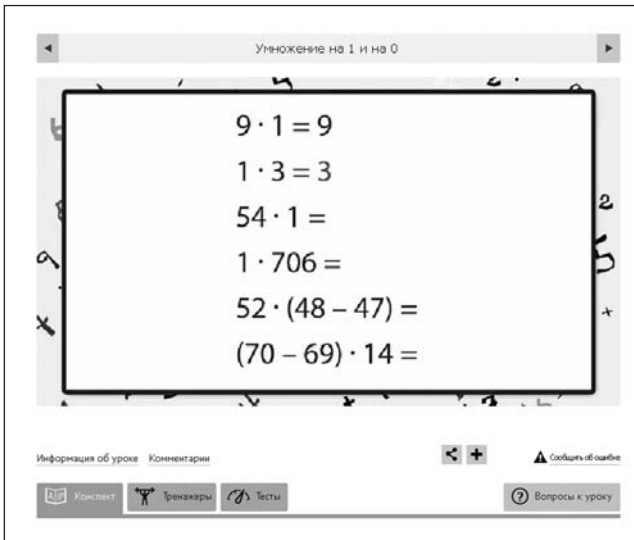 Умножение на 1 и на 0
9 · 1 = 9
1 · 3 = 3
54 · 1 =
1 · 706 =
52 · (48 – 47) =
(70 – 69) · 14 =
Информация об уроке Комментарии Сообщить об ошибке
Конспект Тренажеры Тесты Вопросы к уроку